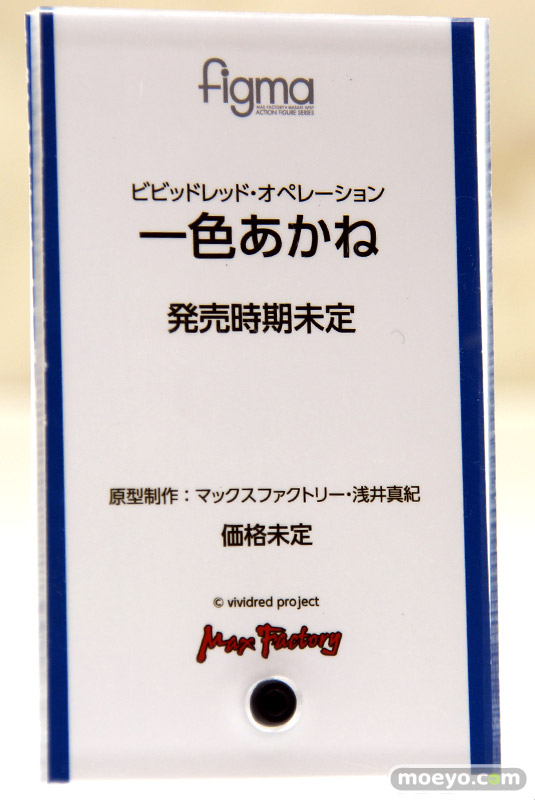 figma
MAX FACTORY×MASAKI APSY
ACTION FIGURE SERIES
ビビッドレッド・オペレーション
一色あかね
発売時期未定
原型制作：マックスファクトリー・浅井真紀
価格未定
© vividred project
Max Factory
moeyo.com